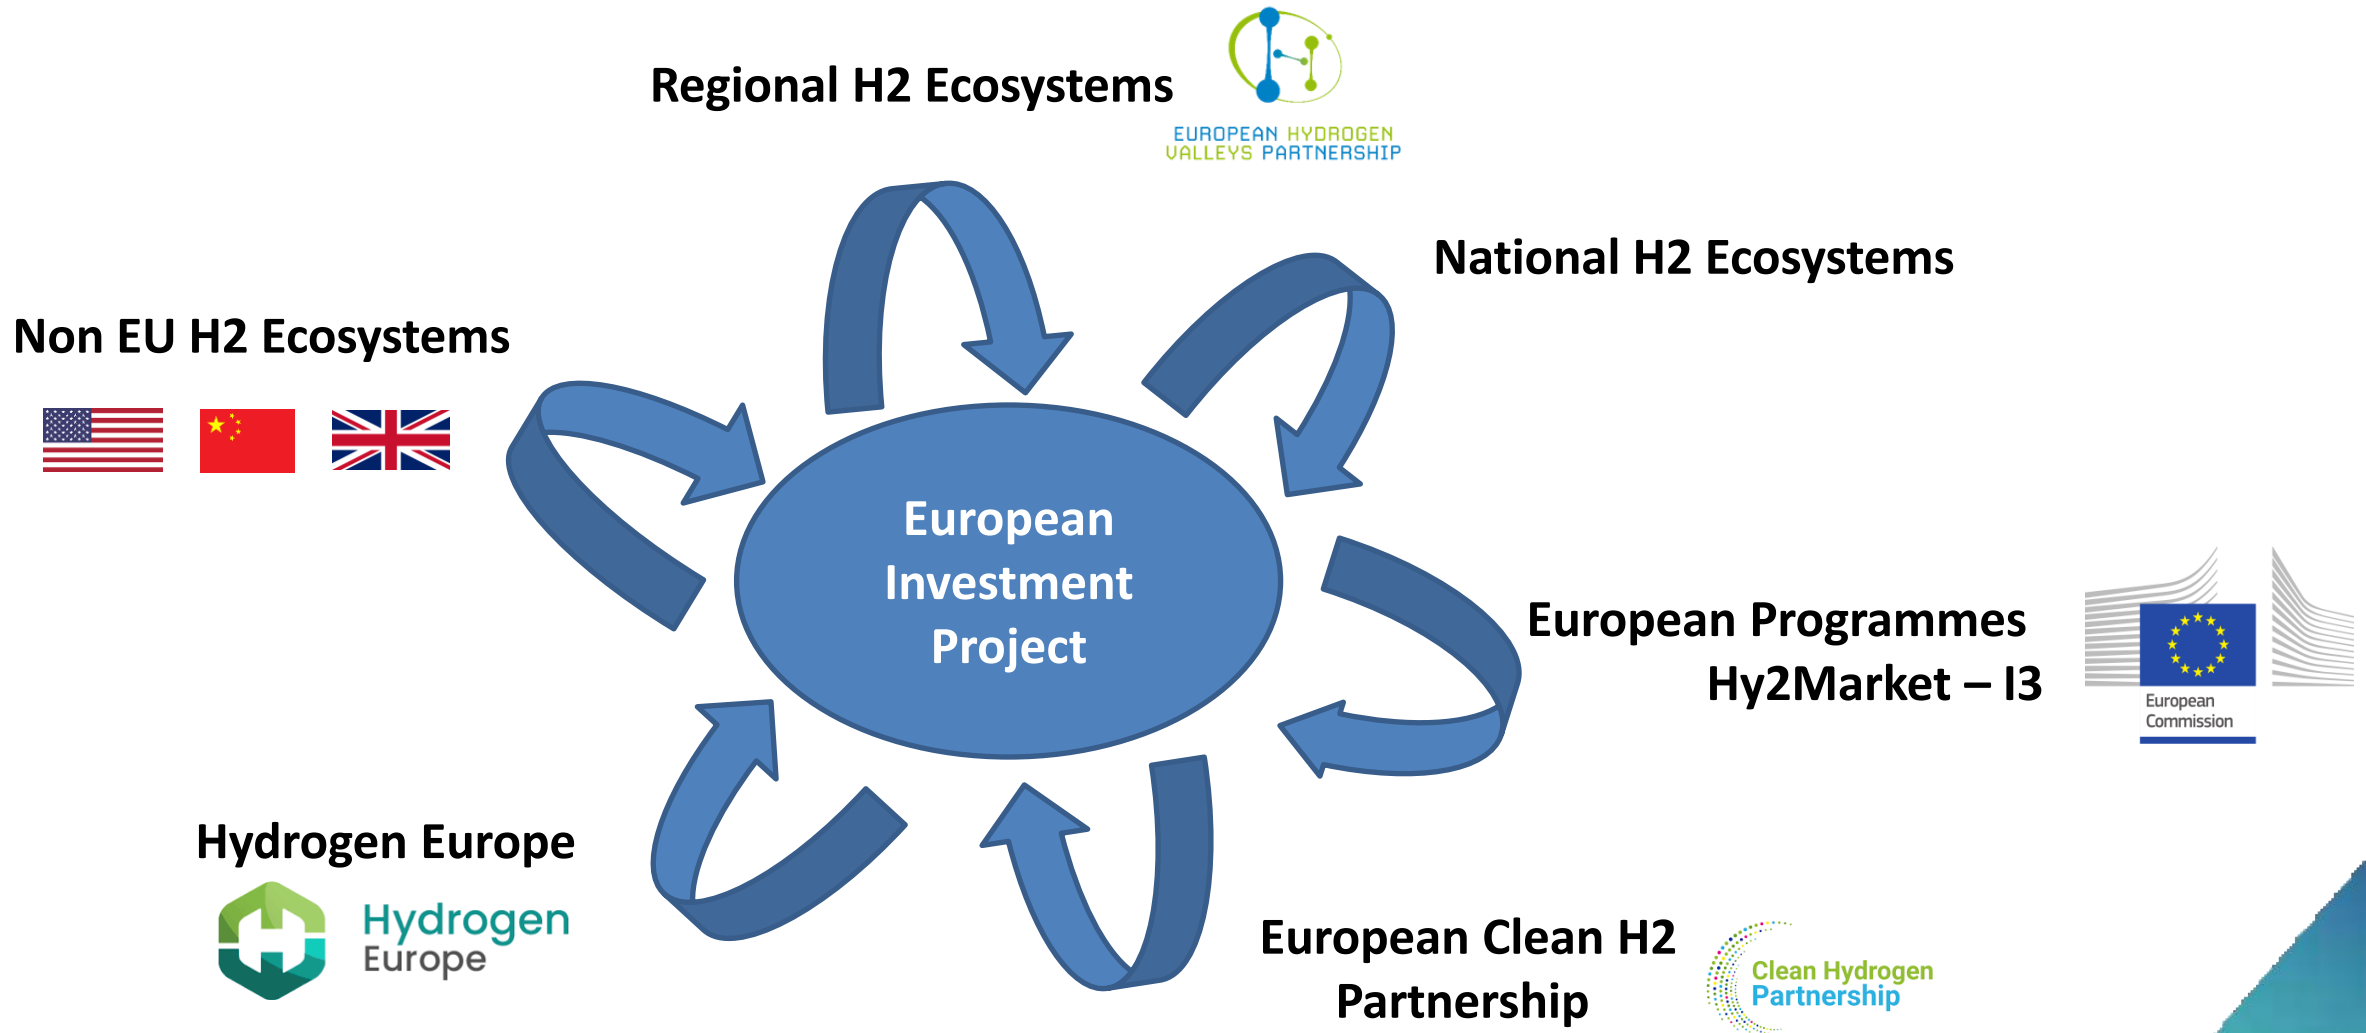 Regional H2 Ecosystems
EUROPEAN HYDROGEN
VALLEYS PARTNERSHIP
National H2 Ecosystems
Non EU H2 Ecosystems
European
Investment
Project
European Programmes
Hy2Market – I3
European
Commission
Hydrogen Europe
Hydrogen
Europe
European Clean H2
Partnership
Clean Hydrogen
Partnership